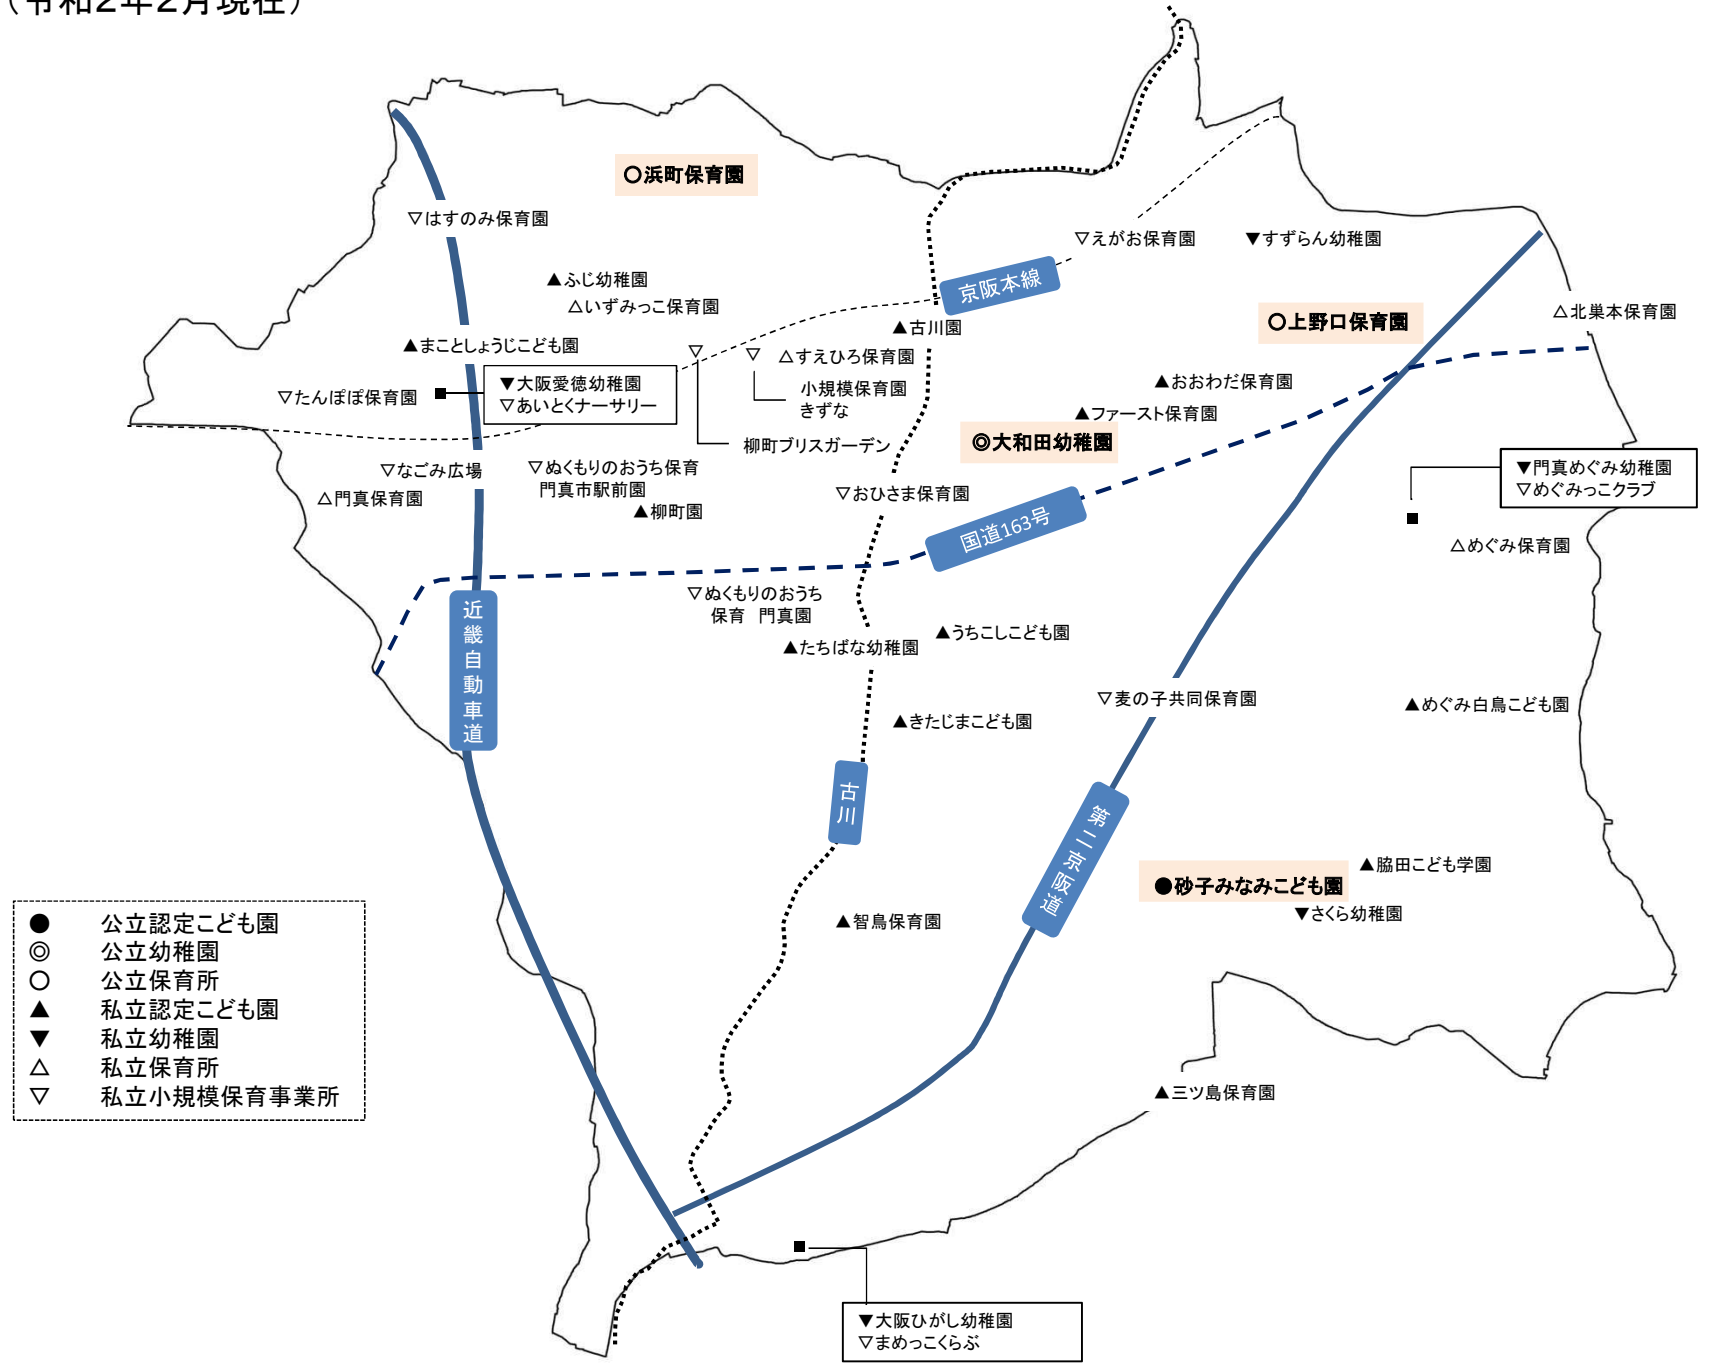 （令和２年２月現在）
○浜町保育園
▽はすのみ保育園
▽えがお保育園
▼すずらん幼稚園
▲ふじ幼稚園
京阪本線
△いずみっこ保育園
△北巣本保育園
○上野口保育園
▲古川園
▲まことしょうじこども園
▽
▽
△すえひろ保育園
▼大阪愛徳幼稚園
▽あいとくナーサリー
▽たんぽぽ保育園
■
小規模保育園
きずな
▲おおわだ保育園
▲ファースト保育園
柳町ブリスガーデン
◎大和田幼稚園
▽なごみ広場
▽ぬくもりのおうち保育
門真市駅前園
▼門真めぐみ幼稚園
▽めぐみっこクラブ
△門真保育園
▽おひさま保育園
▲柳町園
■
国道163号
△めぐみ保育園
▽ぬくもりのおうち
保育　門真園
近畿自動車道
▲うちこしこども園
▲たちばな幼稚園
▽麦の子共同保育園
▲めぐみ白鳥こども園
▲きたじまこども園
古川
第二京阪道
▲脇田こども学園
●砂子みなみこども園
▼さくら幼稚園
▲智鳥保育園
●　公立認定こども園
◎　公立幼稚園
○　公立保育所
▲　私立認定こども園
▼　私立幼稚園
△　私立保育所
▽　私立小規模保育事業所
▲三ツ島保育園
■
▼大阪ひがし幼稚園
▽まめっこくらぶ